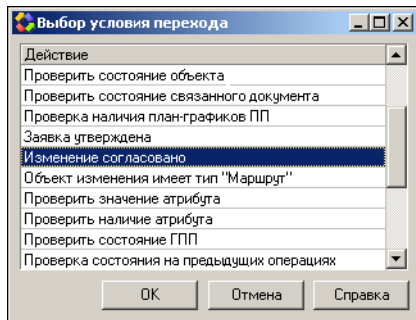 Выбор условия перехода
Действие
Проверить состояние объекта
Проверить состояние связанного документа
Проверка наличия план-графиков ПП
Заявка утверждена
Изменение согласовано
Объект изменения имеет тип "Маршрут"
Проверить значение атрибута
Проверить наличие атрибута
Проверить состояние ГПП
Проверка состояния на предыдущих операциях
OK Отмена Справка